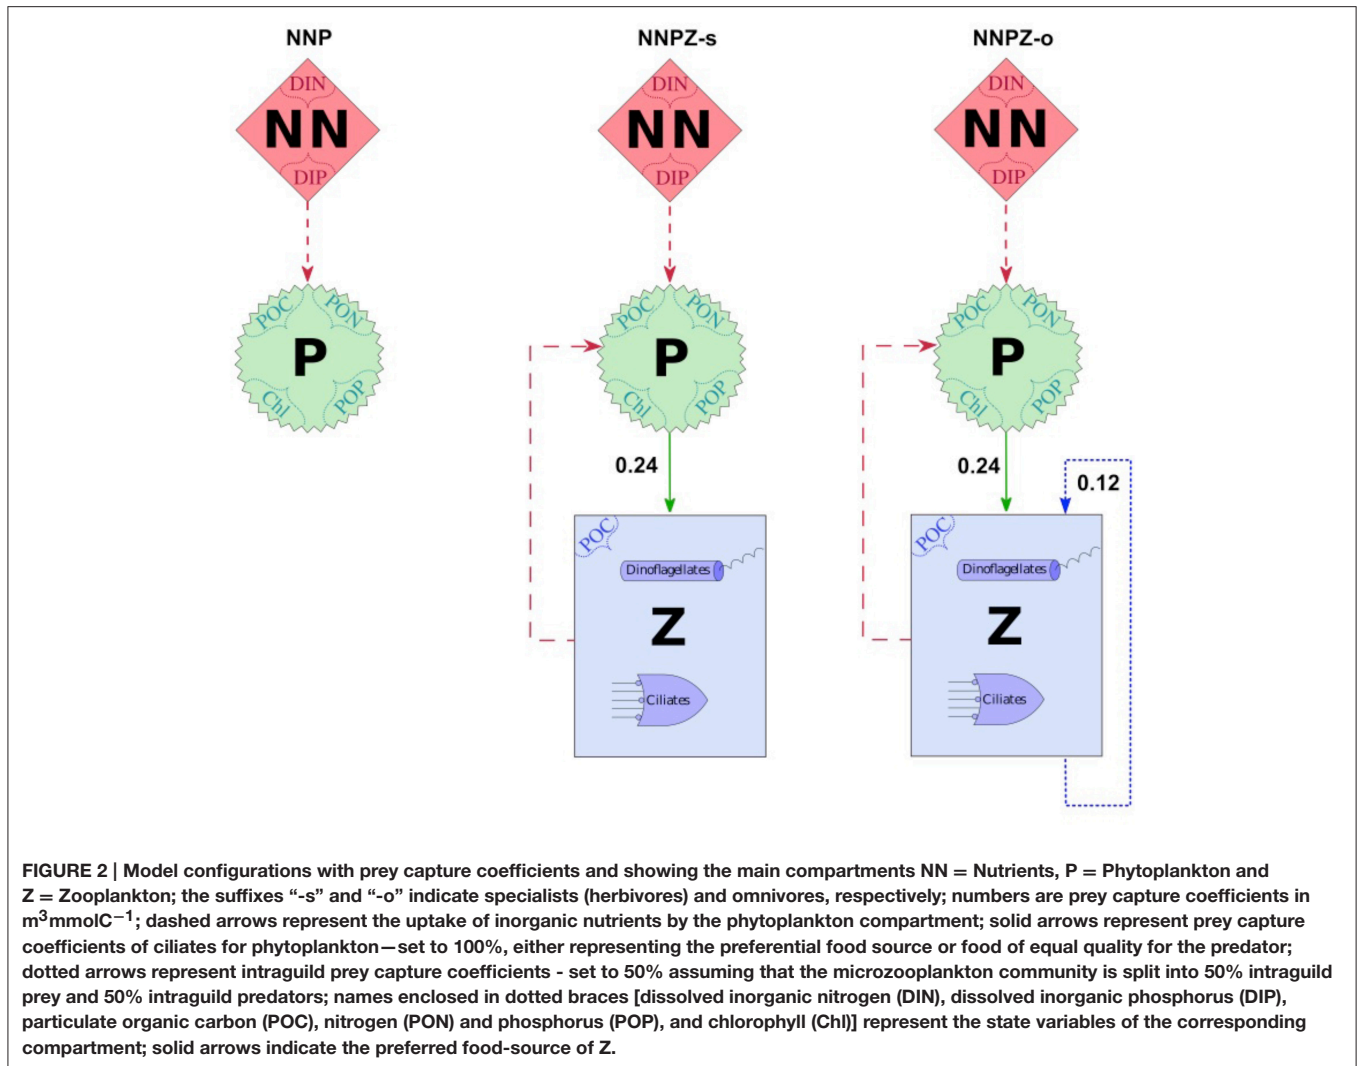 NNP NNPZ-s NNPZ-o
DIN DIN DIN
NN NN NN
DIP DIP DIP
POC PON POC PON POC PON
P P P
Chl POP Chl POP Chl POP
0.24 0.24 0.12
POC POC
Dinoflagellates Dinoflagellates
Z Z
Ciliates Ciliates
FIGURE 2 | Model configurations with prey capture coefficients and showing the main compartments NN = Nutrients, P = Phytoplankton and
Z = Zooplankton; the suffixes “-s” and “-o” indicate specialists (herbivores) and omnivores, respectively; numbers are prey capture coefficients in
m³mmolC⁻¹; dashed arrows represent the uptake of inorganic nutrients by the phytoplankton compartment; solid arrows represent prey capture
coefficients of ciliates for phytoplankton—set to 100%, either representing the preferential food source or food of equal quality for the predator;
dotted arrows represent intraguild prey capture coefficients - set to 50% assuming that the microzooplankton community is split into 50% intraguild
prey and 50% intraguild predators; names enclosed in dotted braces [dissolved inorganic nitrogen (DIN), dissolved inorganic phosphorus (DIP),
particulate organic carbon (POC), nitrogen (PON) and phosphorus (POP), and chlorophyll (Chl)] represent the state variables of the corresponding
compartment; solid arrows indicate the preferred food-source of Z.